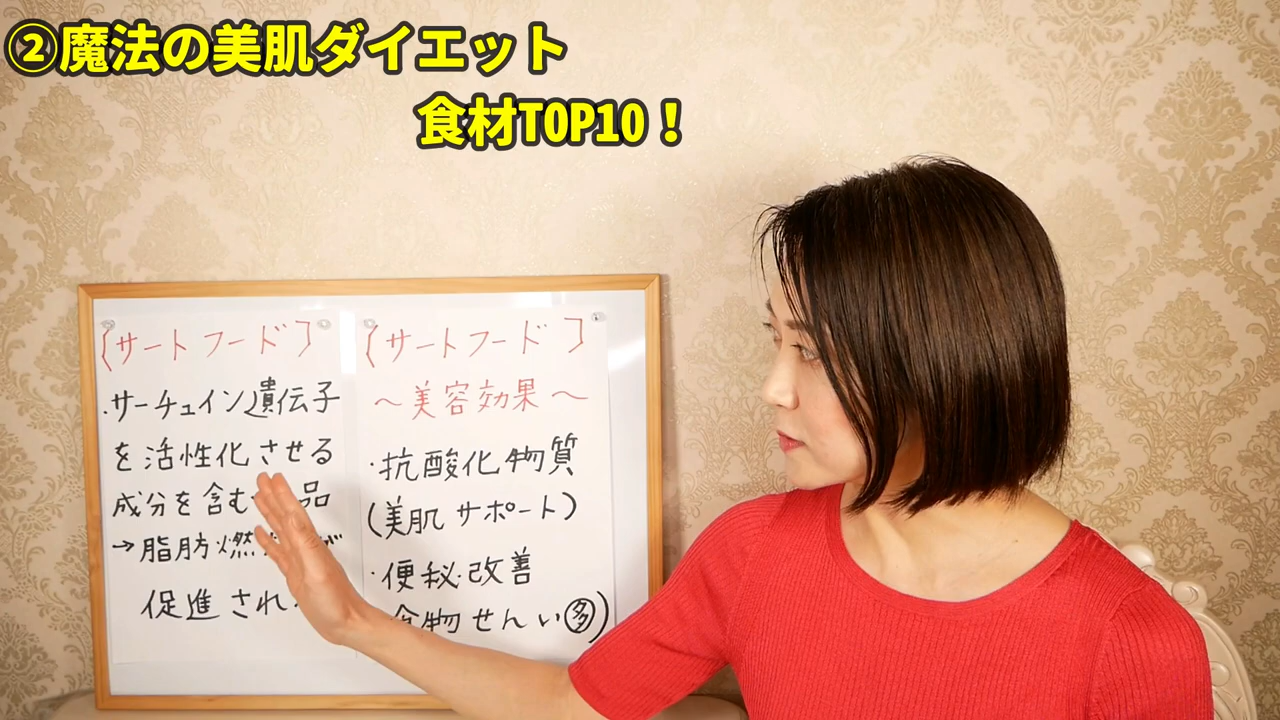 ②魔法の美肌ダイエット
食材TOP10！
〔サートフード〕
・サーチュイン遺伝子
を活性化させる
成分を含む 品
→脂肪燃
促進され
〔サートフード〕
～美容効果～
・抗酸化物質
(美肌サポート)
・便秘改善
食物せんい多)